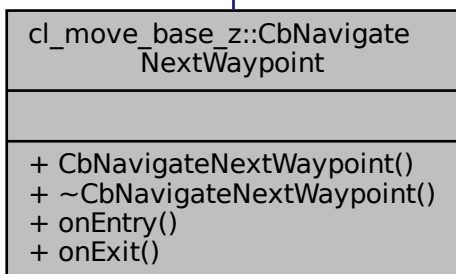 cl_move_base_z::CbNavigate
NextWaypoint
+ CbNavigateNextWaypoint()
+ ~CbNavigateNextWaypoint()
+ onEntry()
+ onExit()